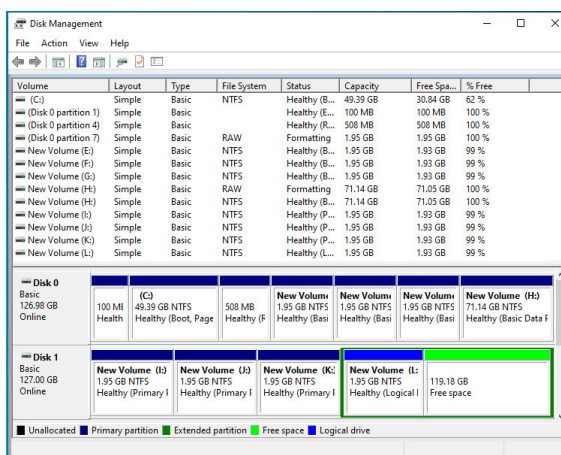 Disk Management
File Action View Help
Volume Layout Type File System Status Capacity Free Spa... % Free
(C:) Simple Basic NTFS Healthy (B... 49.39 GB 30.84 GB 62 %
(Disk 0 partition 1) Simple Basic Healthy (E... 100 MB 100 MB 100 %
(Disk 0 partition 4) Simple Basic Healthy (R... 508 MB 508 MB 100 %
(Disk 0 partition 7) Simple Basic RAW Formatting 1.95 GB 1.95 GB 100 %
New Volume (E:) Simple Basic NTFS Healthy (B... 1.95 GB 1.93 GB 99 %
New Volume (F:) Simple Basic NTFS Healthy (B... 1.95 GB 1.93 GB 99 %
New Volume (G:) Simple Basic NTFS Healthy (B... 1.95 GB 1.93 GB 99 %
New Volume (H:) Simple Basic RAW Formatting 71.14 GB 71.05 GB 100 %
New Volume (H:) Simple Basic NTFS Healthy (B... 71.14 GB 71.05 GB 100 %
New Volume (I:) Simple Basic NTFS Healthy (P... 1.95 GB 1.93 GB 99 %
New Volume (J:) Simple Basic NTFS Healthy (P... 1.95 GB 1.93 GB 99 %
New Volume (K:) Simple Basic NTFS Healthy (P... 1.95 GB 1.93 GB 99 %
New Volume (L:) Simple Basic NTFS Healthy (L... 1.95 GB 1.93 GB 99 %
Disk 0
Basic
126.98 GB
Online
100 MB
Health
(C:)
49.39 GB NTFS
Healthy (Boot, Page
508 MB
Healthy (R
New Volume
1.95 GB NTFS
Healthy (Basi
New Volume
1.95 GB NTFS
Healthy (Basi
New Volume
1.95 GB NTFS
Healthy (Basi
New Volume (H:)
71.14 GB NTFS
Healthy (Basic Data P
Disk 1
Basic
127.00 GB
Online
New Volume (I:)
1.95 GB NTFS
Healthy (Primary P
New Volume (J:)
1.95 GB NTFS
Healthy (Primary P
New Volume (K:
1.95 GB NTFS
Healthy (Primary P
New Volume (L:
1.95 GB NTFS
Healthy (Logical
119.18 GB
Free space
Unallocated Primary partition Extended partition Free space Logical drive